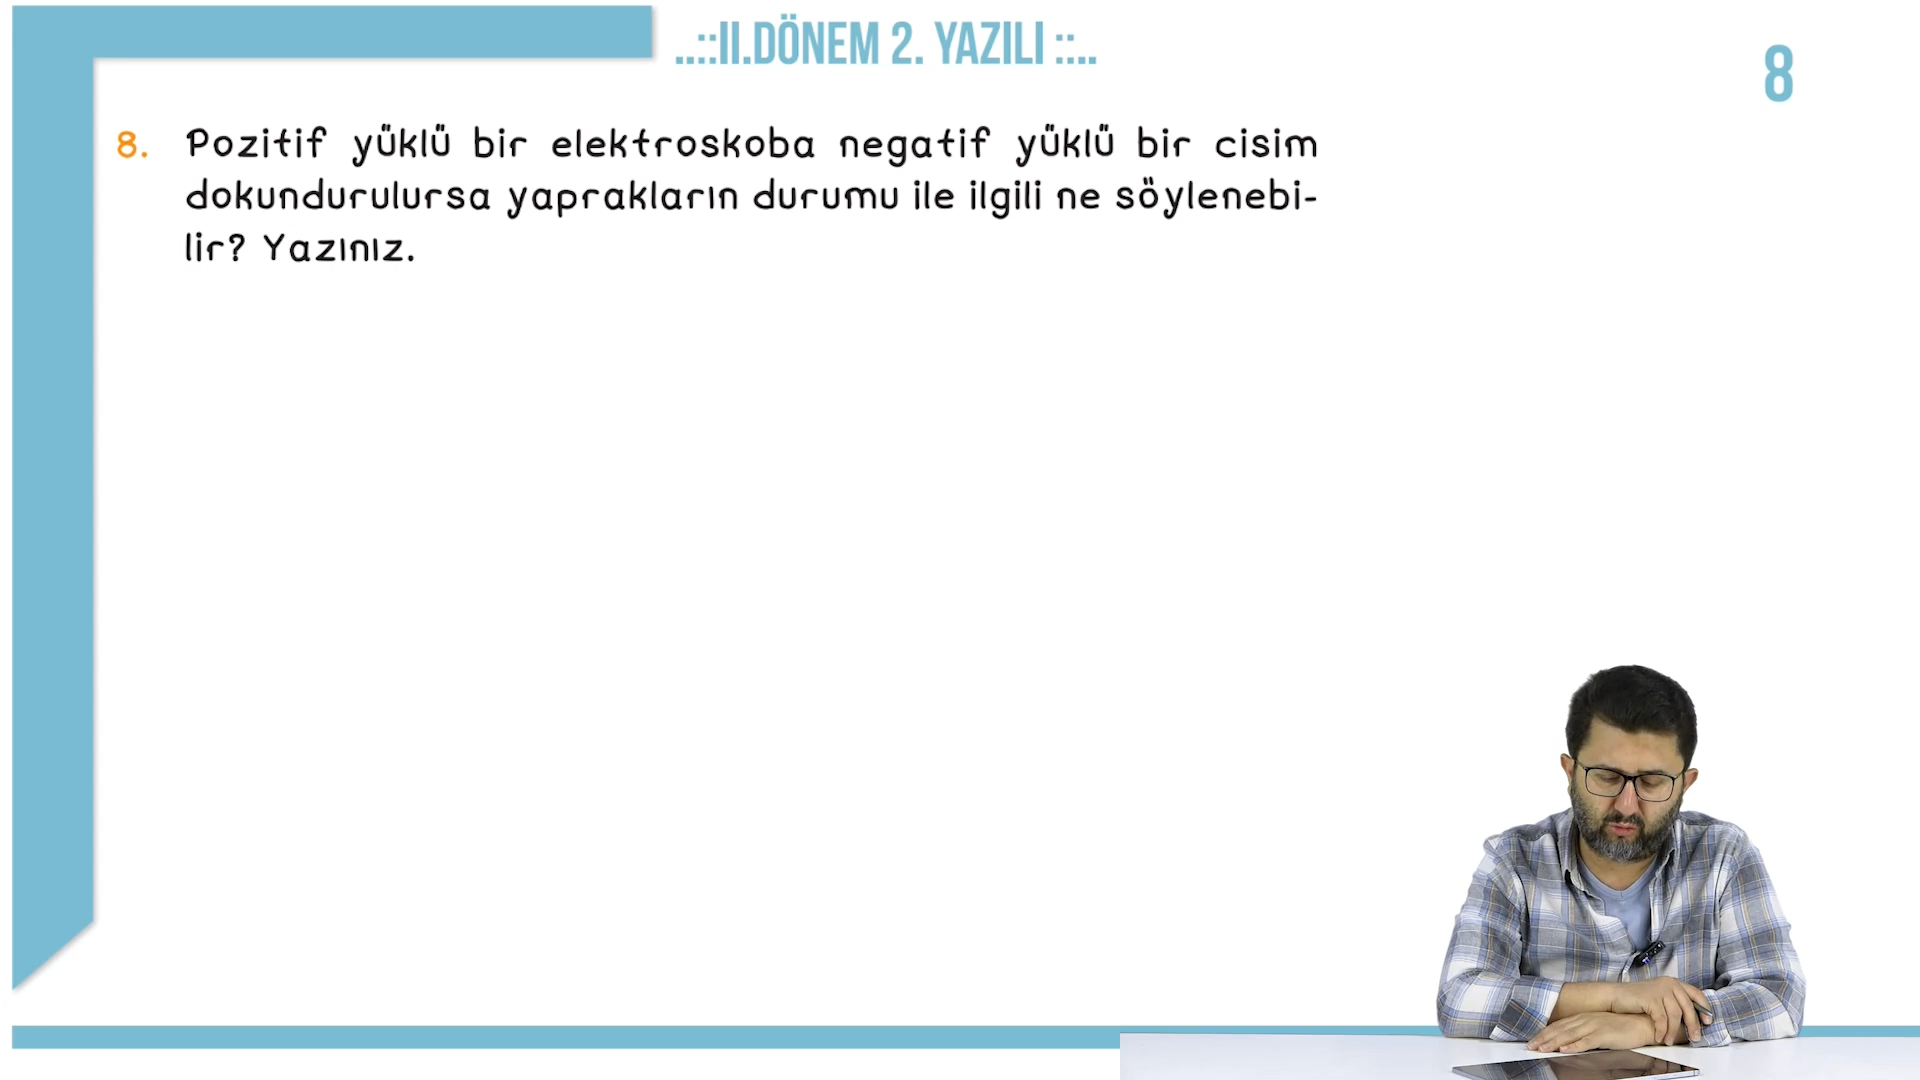 ..::II.DÖNEM 2. YAZILI ::..
8
8. Pozitif yüklü bir elektroskoba negatif yüklü bir cisim
dokundurulursa yaprakların durumu ile ilgili ne söylenebi-
lir? Yazınız.